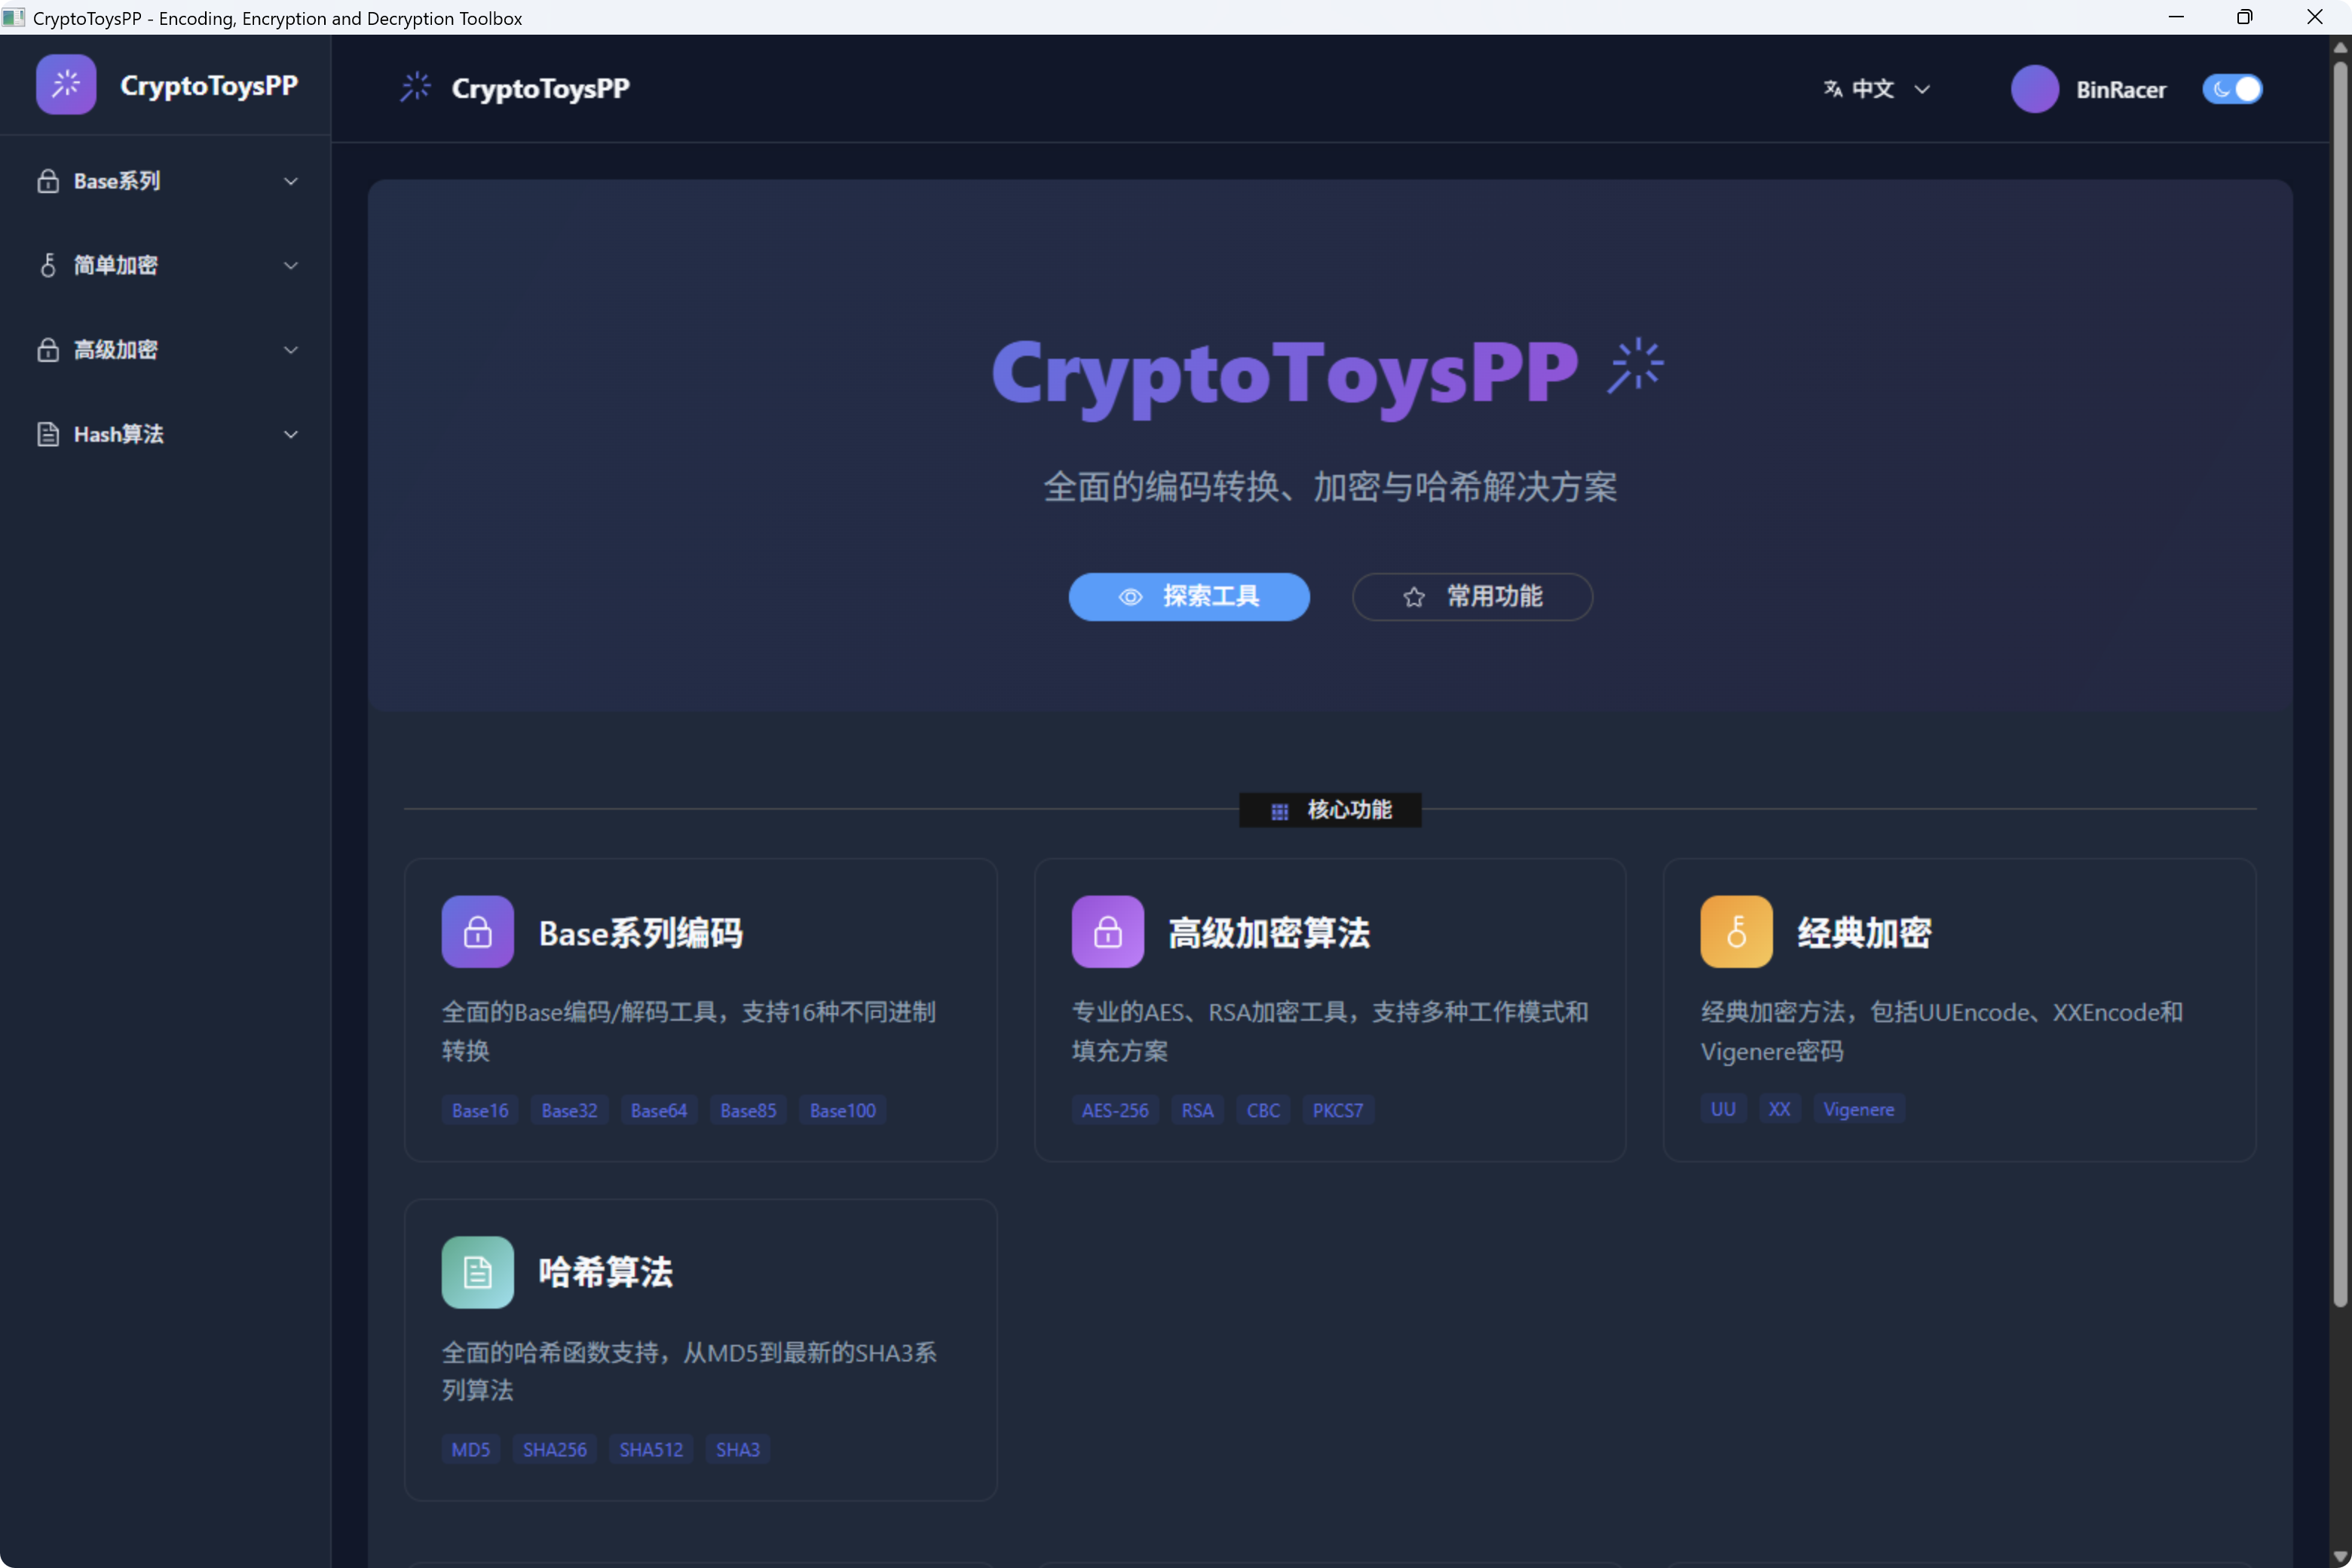 CryptoToysPP - Encoding, Encryption and Decryption Toolbox
CryptoToysPP
Base系列
简单加密
高级加密
Hash算法
CryptoToysPP
中文
BinRacer
CryptoToysPP
全面的编码转换、加密与哈希解决方案
探索工具
常用功能
核心功能
Base系列编码
全面的Base编码/解码工具，支持16种不同进制
转换
Base16 Base32 Base64 Base85 Base100
高级加密算法
专业的AES、RSA加密工具，支持多种工作模式和
填充方案
AES-256 RSA CBC PKCS7
经典加密
经典加密方法，包括UUEncode、XXEncode和
Vigenere密码
UU XX Vigenere
哈希算法
全面的哈希函数支持，从MD5到最新的SHA3系
列算法
MD5 SHA256 SHA512 SHA3